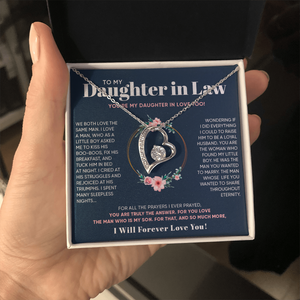 TO MY
Daughter in Law
YOU'RE MY DAUGHTER IN LOVE YOU!
WE BOTH LOVE THE
SAME MAN. I LOVE
A MAN, WHO AS A
LITTLE BOY ASKED
ME TO KISS HIS
BOO-BOOS, FIX HIS
BREAKFAST, AND
TUCK HIM IN BED
AT NIGHT. I CRIED AT
HIS STRUGGLES AND
REJOICED AT HIS
TRIUMPHS. I SPENT
MANY SLEEPLESS
NIGHTS...
WONDERING IF
I DID EVERYTHING
I COULD TO RAISE
HIM TO BE A LOYAL
HUSBAND. YOU ARE
THE WOMAN WHO
FOUND MY LITTLE
BOY. HE WAS THE
MAN YOU WANTED
TO MARRY. THE MAN
WHOSE LIFE YOU
WANTED TO SHARE
THROUGHOUT
ETERNITY
FOR ALL THE PRAYERS I EVER PRAYED,
YOU ARE TRULY THE ANSWER. FOR YOU LOVE
THE MAN WHO IS MY SON. FOR THAT, AND SO MUCH MORE.
I Will Forever Love You!